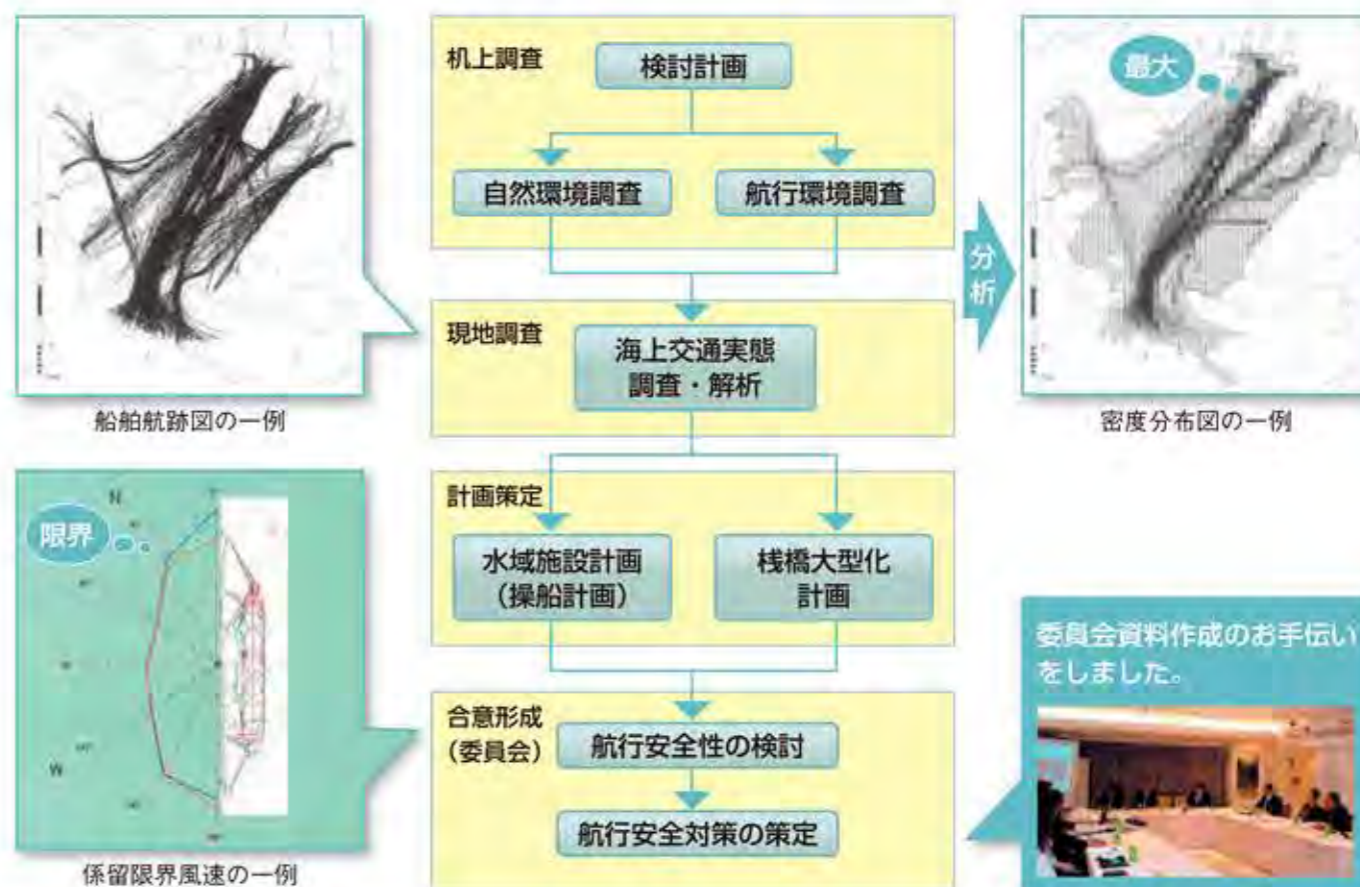 机上調査
検討計画
自然環境調査
航行環境調査
現地調査
海上交通実態
調査・解析
計画策定
水域施設計画
(操船計画)
桟橋大型化
計画
合意形成
(委員会)
航行安全性の検討
航行安全対策の策定
船舶航跡図の一例
限界
N
W
係留限界風速の一例
分析
最大
密度分布図の一例
委員会資料作成のお手伝い
をしました。